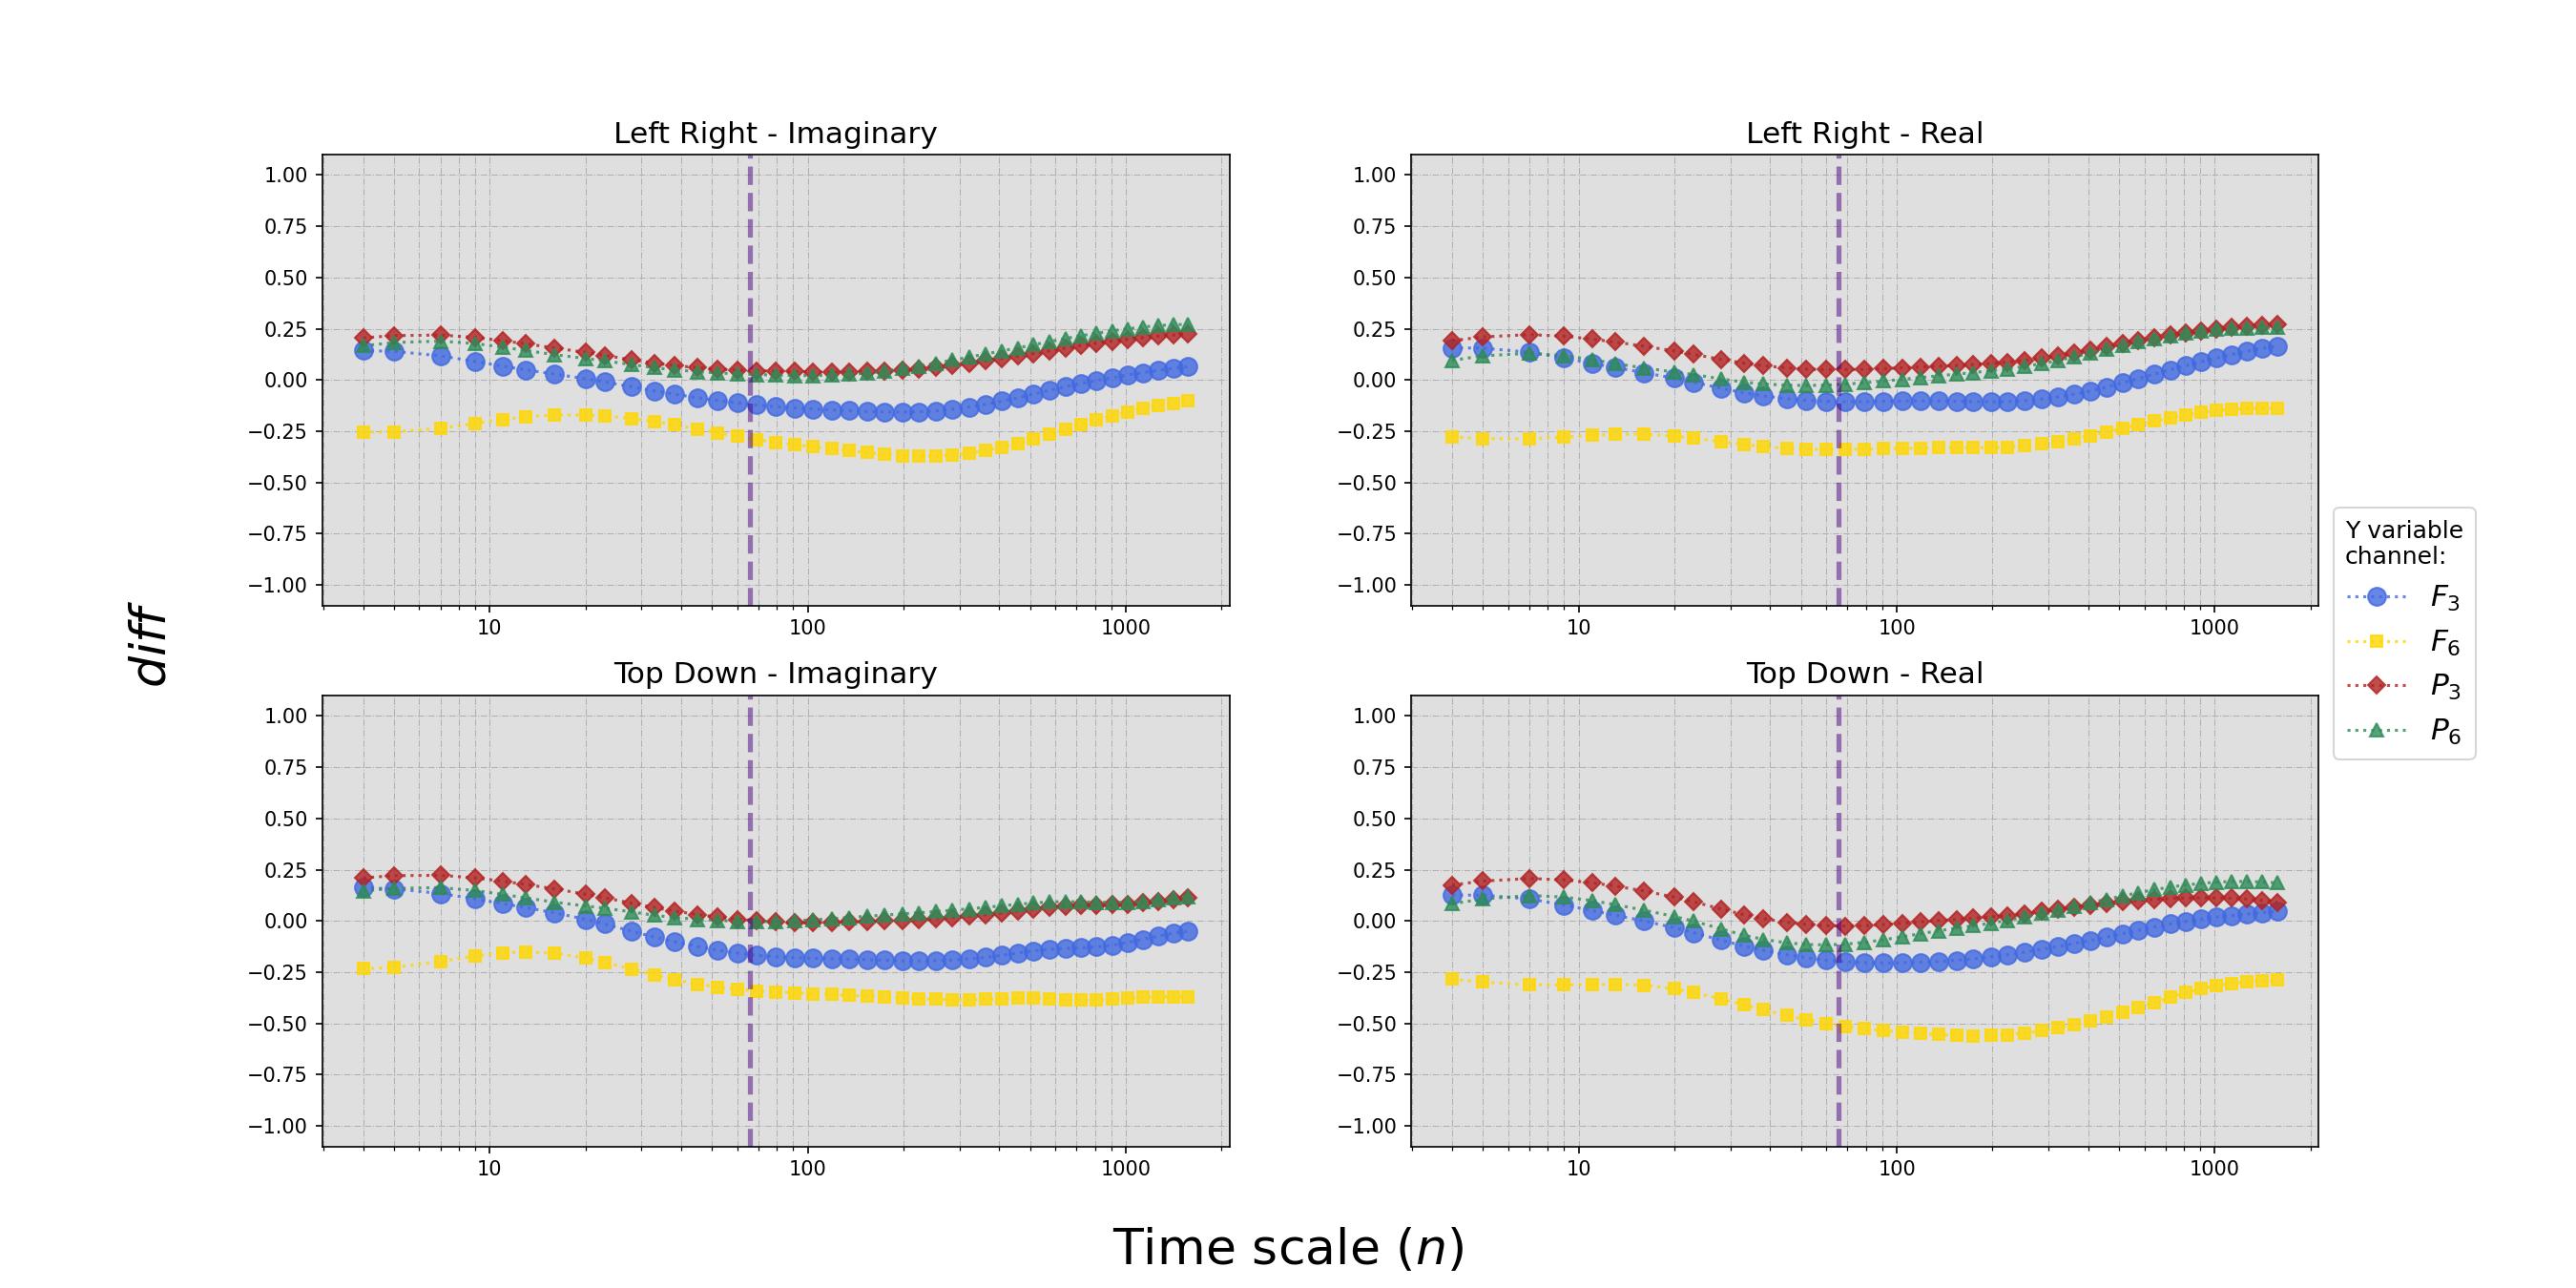 Left Right - Imaginary
1.00
0.75
0.50
0.25
0.00
−0.25
−0.50
−0.75
−1.00
10 100 1000
Left Right - Real
1.00
0.75
0.50
0.25
0.00
−0.25
−0.50
−0.75
−1.00
10 100 1000
diff
Top Down - Imaginary
1.00
0.75
0.50
0.25
0.00
−0.25
−0.50
−0.75
−1.00
10 100 1000
Top Down - Real
1.00
0.75
0.50
0.25
0.00
−0.25
−0.50
−0.75
−1.00
10 100 1000
Y variable
channel:
F3
F6
P3
P6
Time scale (n)